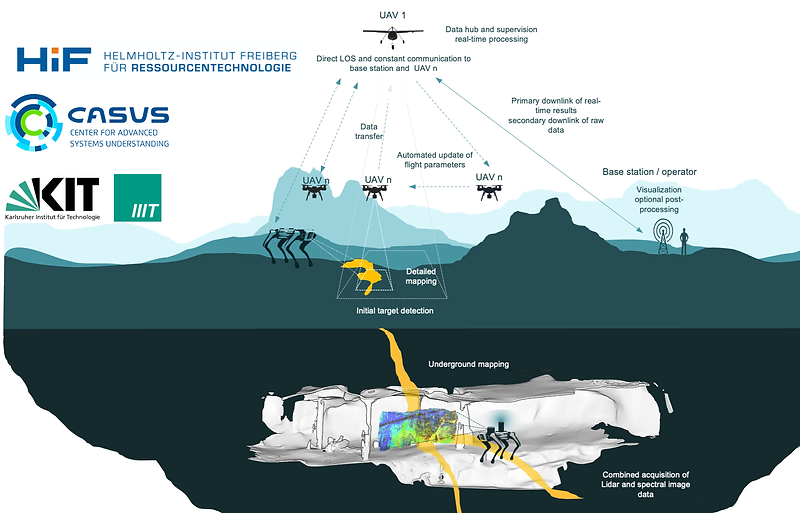 UAV 1
Data hub and supervision
real-time processing
HiF
HELMHOLTZ-INSTITUT FREIBERG
FÜR RESSOURCENTECHNOLOGIE
Direct LOS and constant communication to
base station and UAV n
CASUS
CENTER FOR ADVANCED
SYSTEMS UNDERSTANDING
Primary downlink of real-
time results
secondary downlink of raw
data
Data
transfer
Automated update of
flight parameters
KIT
Karlsruher Institut für Technologie
IIIT
UAV n
UAV n
UAV n
Base station / operator
Visualization
optional post-
processing
Detailed
mapping
Initial target detection
Underground mapping
Combined acquisition of
Lidar and spectral image
data